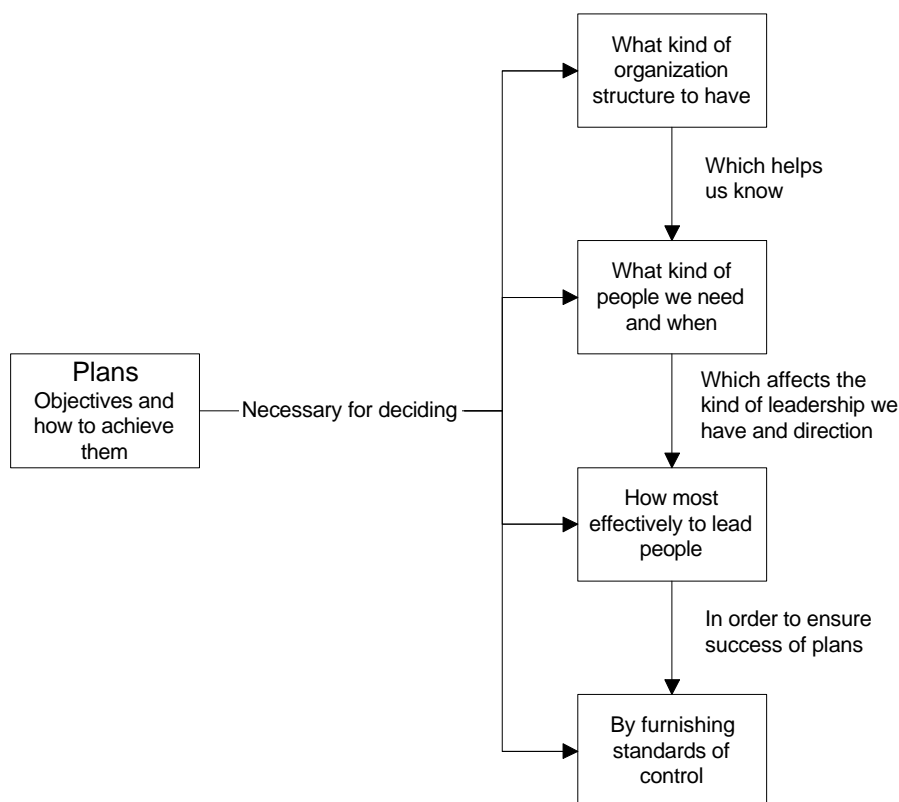 What kind of
organization
structure to have
Which helps
us know
What kind of
people we need
and when
Plans
Objectives and
how to achieve
them
Necessary for deciding
Which affects the
kind of leadership we
have and direction
How most
effectively to lead
people
In order to ensure
success of plans
By furnishing
standards of
control